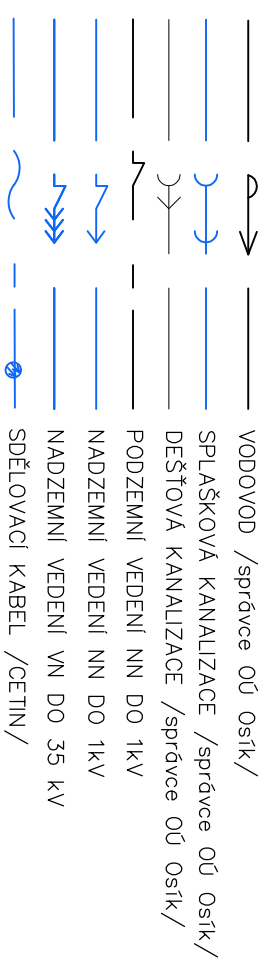 VODOVOD /správce OÚ Osík/
SPLAŠKOVÁ KANALIZACE /správce OÚ Osík/
DEŠŤOVÁ KANALIZACE /správce OÚ Osík/
PODZEMNÍ VEDENÍ NN DO 1kV
NADZEMNÍ VEDENÍ NN DO 1kV
NADZEMNÍ VEDENÍ VN DO 35 kV
SDĚLOVACÍ KABEL /CETIN/